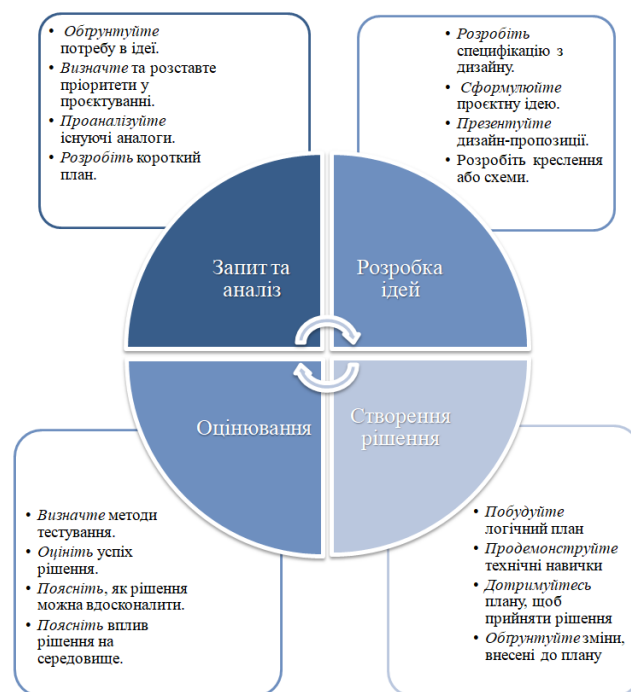 • Обґрунтуйте
потребу в ідеї.
• Визначте та розставте
пріоритети у
проєктуванні.
• Проаналізуйте
існуючі аналоги.
• Розробіть короткий
план.
• Розробіть
специфікацію з
дизайну.
• Сформулюйте
проєктну ідею.
• Презентуйте
дизайн-пропозиції.
• Розробіть креслення
або схеми.
Запит та
аналіз
Розробка
ідей
Оцінювання
Створення
рішення
• Визначте методи
тестування.
• Оцініть успіх
рішення.
• Поясніть, як рішення
можна вдосконалити.
• Поясніть вплив
рішення на
середовище.
• Побудуйте
логічний план
• Продемонструйте
технічні навички
• Дотримуйтесь
плану, щоб
прийняти рішення
• Обґрунтуйте зміни,
внесені до плану